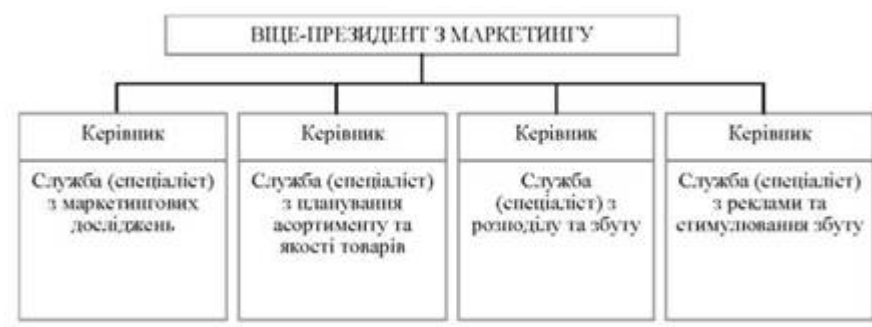 ВІЦЕ-ПРЕЗИДЕНТ З МАРКЕТИНГУ
Керівник
Служба (спеціаліст)
з маркетингових
досліджень
Керівник
Служба (спеціаліст)
з планування
асортименту та
якості товарів
Керівник
Служба
(спеціаліст) з
розподілу та збуту
Керівник
Служба (спеціаліст)
з реклами та
стимулювання збуту